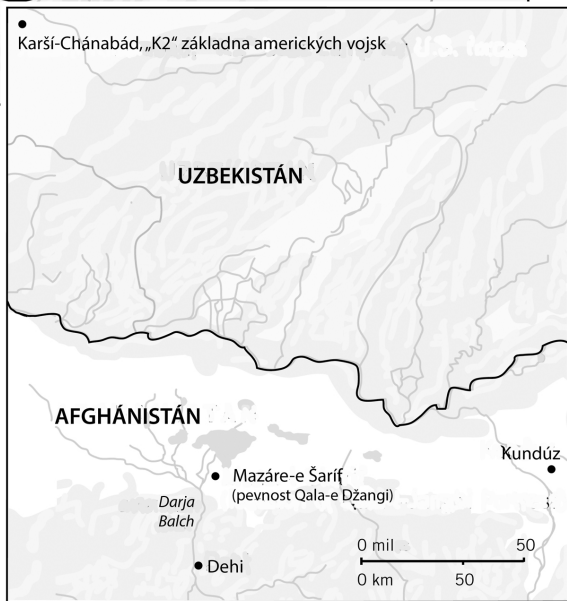 Karší-Chánabád, „K2“ základna amerických vojsk
UZBEKISTÁN
AFGHÁNISTÁN
Kundúz
Mazáre-e Šaríf
(pevnost Qala-e Džangi)
Darja
Balch
Dehi
0 mil 50
0 km 50